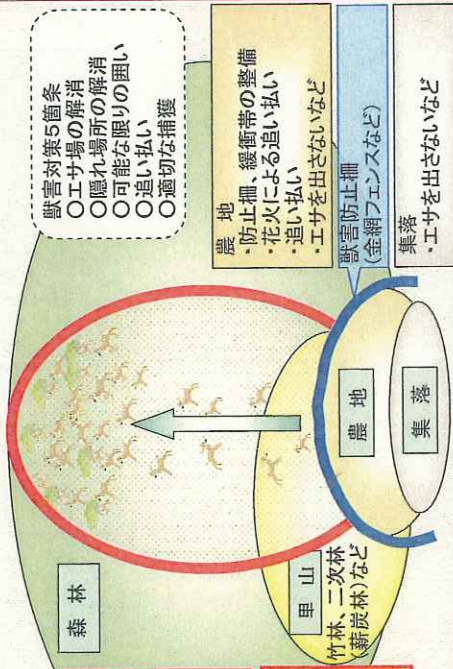 獣害対策5箇条
○エサ場の解消
○隠れ場所の解消
○可能な限りの囲い
○追い払い
○適切な捕獲
農　地
・防止柵、緩衝帯の整備
・花火による追い払い
・追い払い
・エサを出さないなど
獣害防止柵
(金網フェンスなど)
集落
・エサを出さないなど
森 林
里 山
竹林、二次林
(薪炭林)など
農 地
集 落